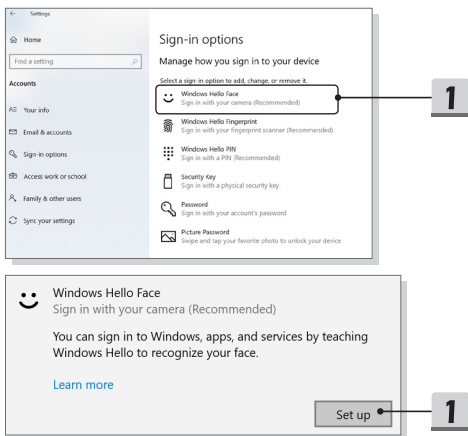 Settings
Home
Find a setting
Accounts
Your info
Email & accounts
Sign-in options
Access work or school
Family & other users
Sync your settings
Sign-in options
Manage how you sign in to your device
Select a sign-in option to add, change, or remove it.
Windows Hello Face
Sign in with your camera (Recommended)
Windows Hello Fingerprint
Sign in with your fingerprint scanner (Recommended)
Windows Hello PIN
Sign in with a PIN (Recommended)
Security Key
Sign in with a physical security key
Password
Sign in with your account's password
Picture Password
Swipe and tap your favorite photo to unlock your device
1
Windows Hello Face
Sign in with your camera (Recommended)
You can sign in to Windows, apps, and services by teaching
Windows Hello to recognize your face.
Learn more
Set up
1